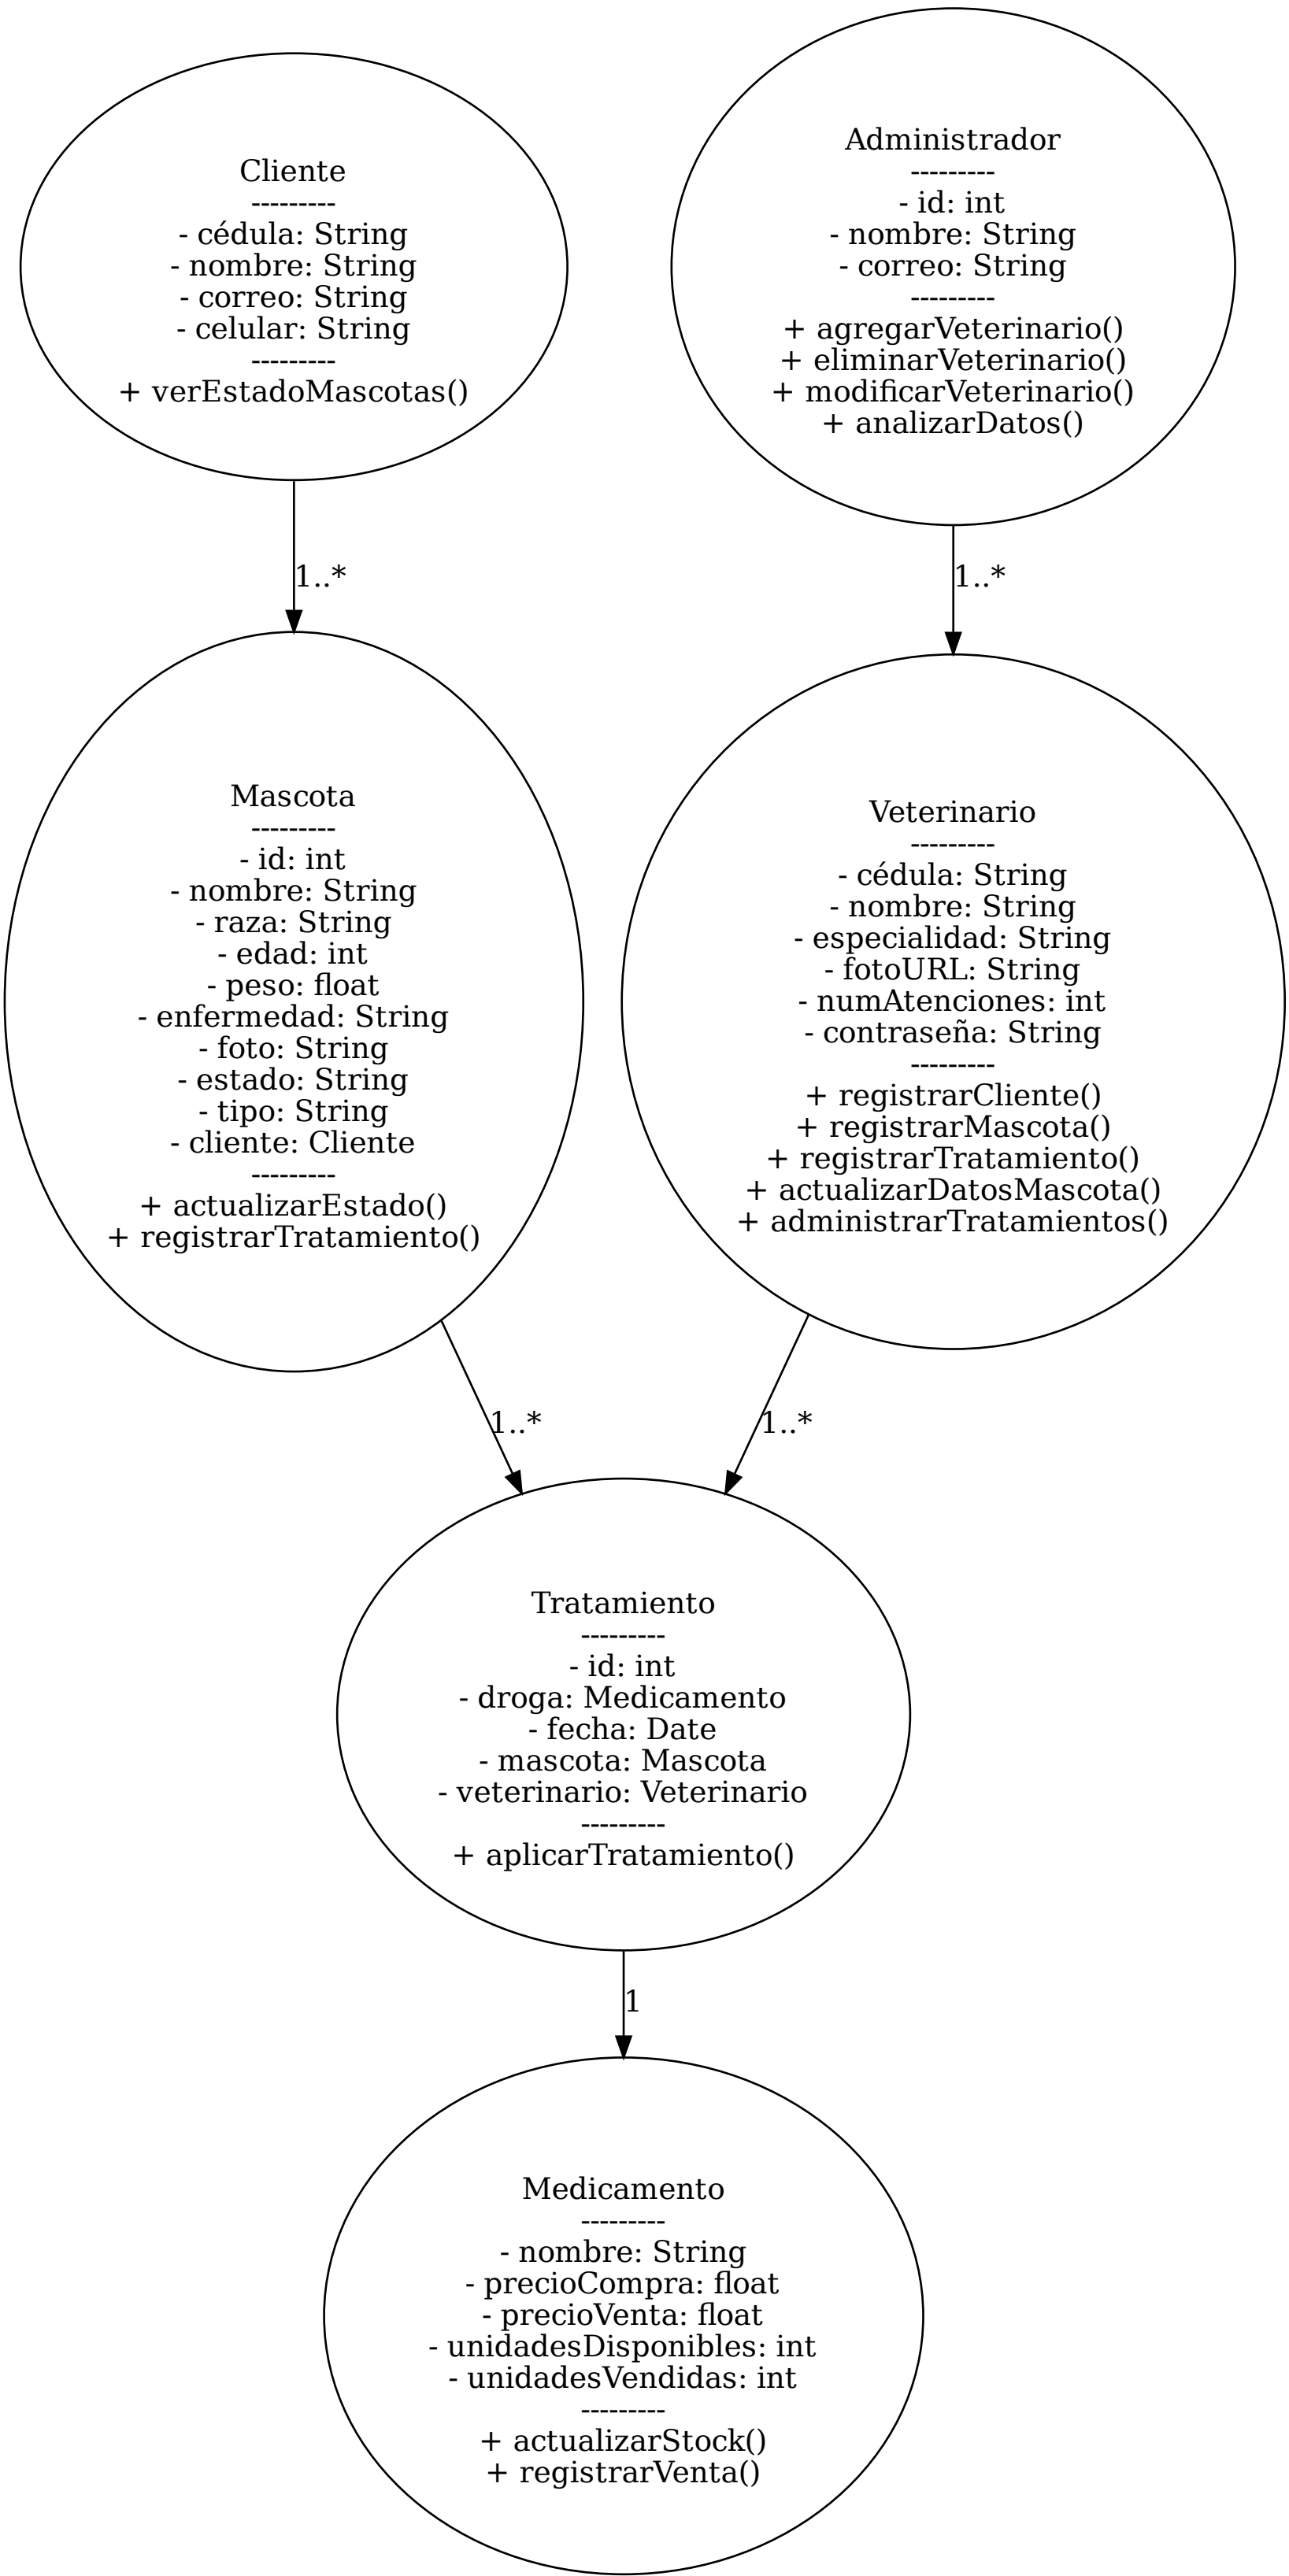 Cliente
---------
- cédula: String
- nombre: String
- correo: String
- celular: String
---------
+ verEstadoMascotas()
Administrador
---------
- id: int
- nombre: String
- correo: String
---------
+ agregarVeterinario()
+ eliminarVeterinario()
+ modificarVeterinario()
+ analizarDatos()
1..*
1..*
Mascota
---------
- id: int
- nombre: String
- raza: String
- edad: int
- peso: float
- enfermedad: String
- foto: String
- estado: String
- tipo: String
- cliente: Cliente
---------
+ actualizarEstado()
+ registrarTratamiento()
Veterinario
---------
- cédula: String
- nombre: String
- especialidad: String
- fotoURL: String
- numAtenciones: int
- contraseña: String
---------
+ registrarCliente()
+ registrarMascota()
+ registrarTratamiento()
+ actualizarDatosMascota()
+ administrarTratamientos()
1..*
1..*
Tratamiento
---------
- id: int
- droga: Medicamento
- fecha: Date
- mascota: Mascota
- veterinario: Veterinario
---------
+ aplicarTratamiento()
1
Medicamento
---------
- nombre: String
- precioCompra: float
- precioVenta: float
- unidadesDisponibles: int
- unidadesVendidas: int
---------
+ actualizarStock()
+ registrarVenta()